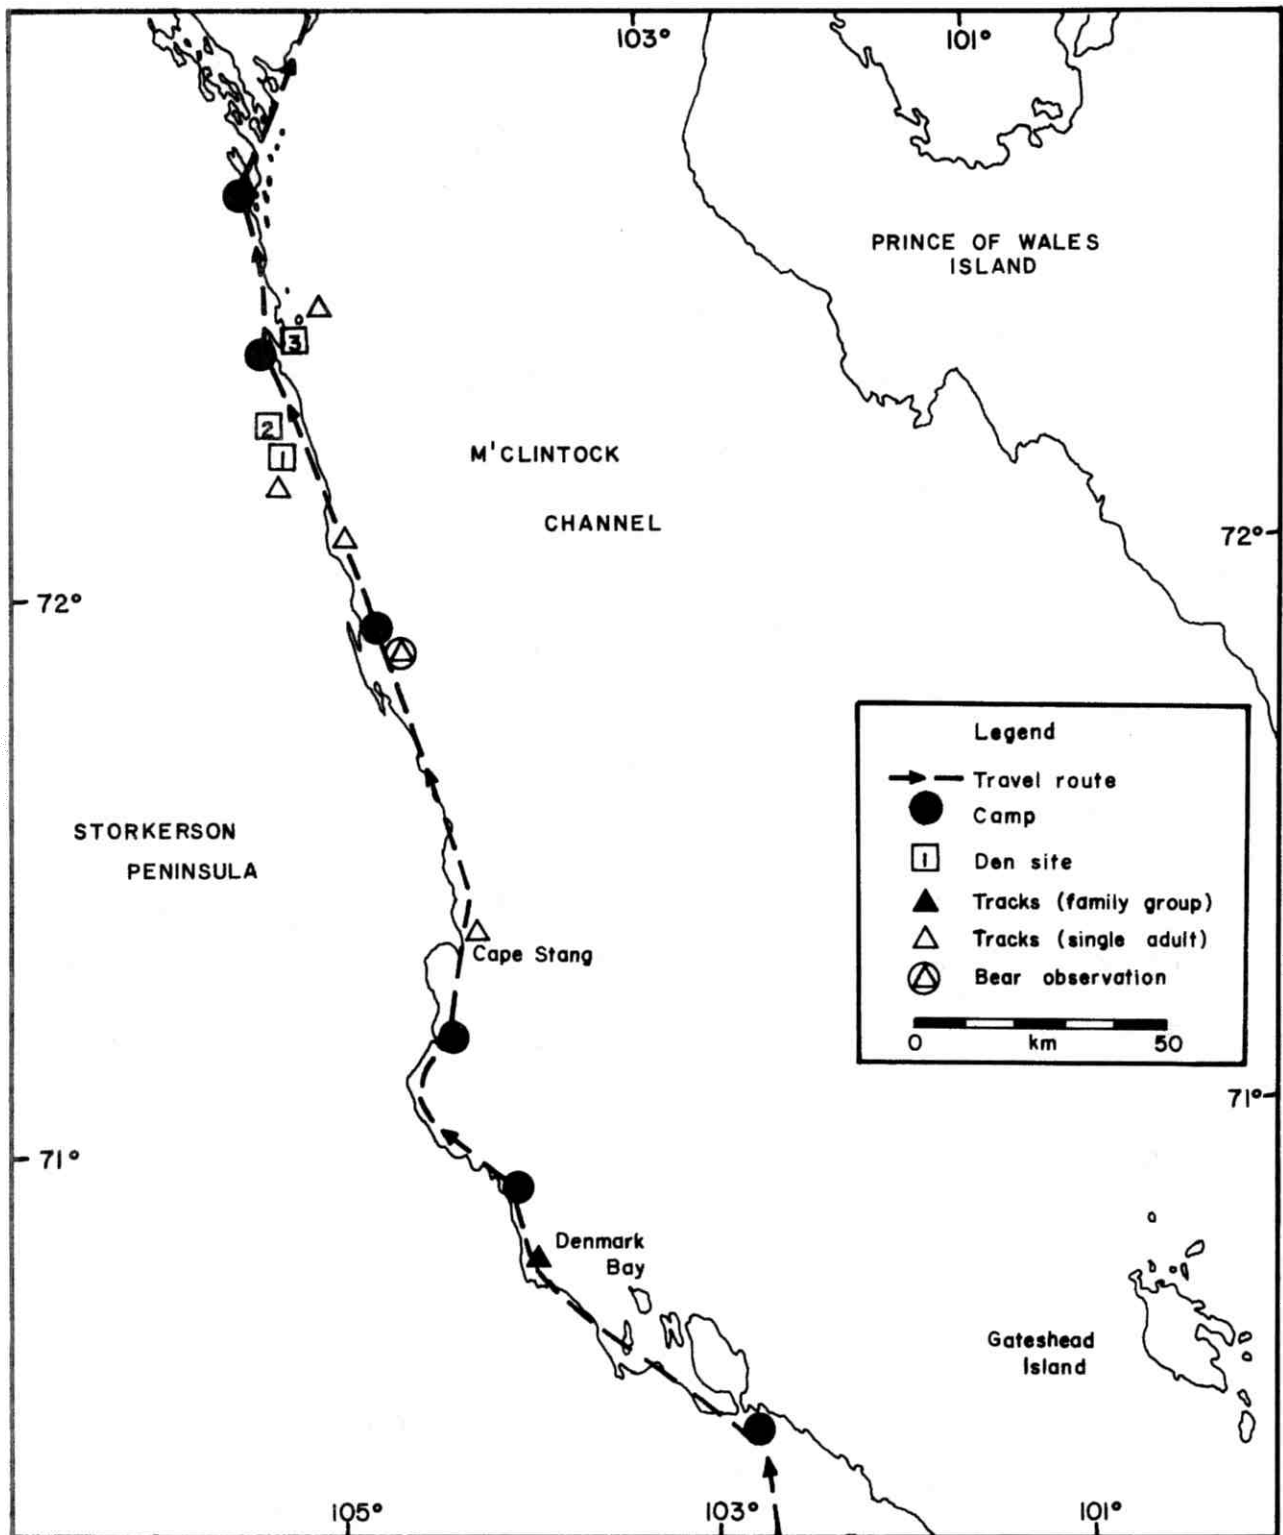 103°
101°
PRINCE OF WALES
ISLAND
3
2
1
M'CLINTOCK
CHANNEL
72°
72°
Legend
Travel route
Camp
1 Den site
Tracks (family group)
Tracks (single adult)
Bear observation
0 km 50
STORKERSON
PENINSULA
Cape Stang
71°
71°
Denmark
Bay
Gateshead
Island
105°
103°
101°